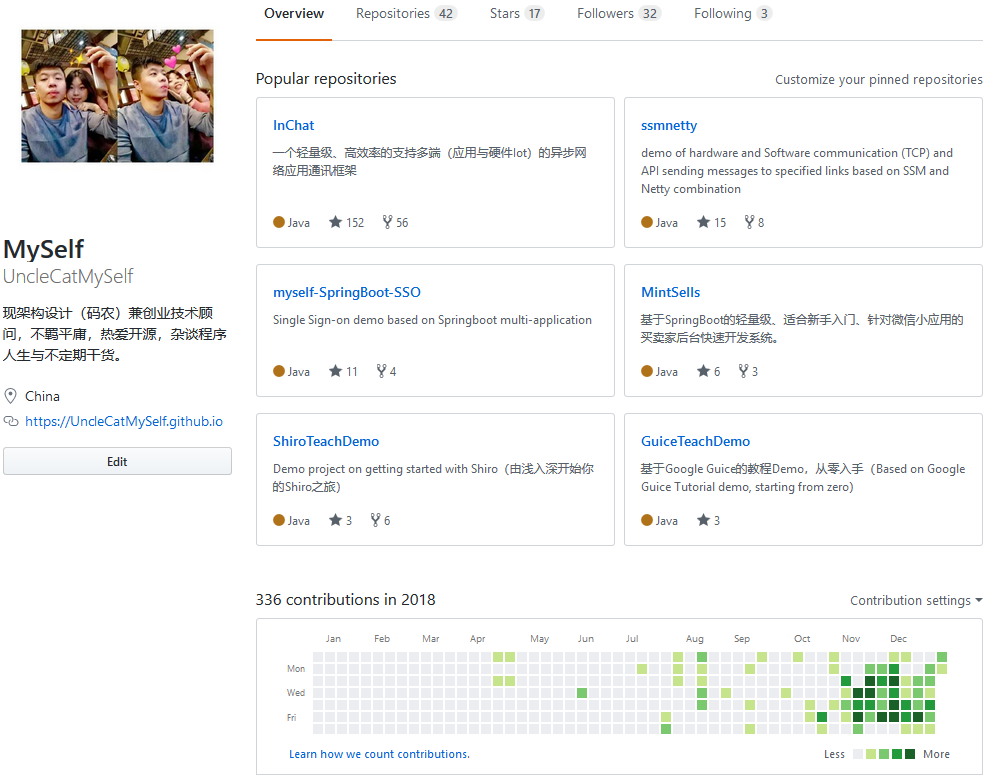 Overview Repositories 42 Stars 17 Followers 32 Following 3
MySelf
UncleCatMySelf
现架构设计（码农）兼创业技术顾
问，不羁平庸，热爱开源，杂谈程序
人生与不定期干货。
China
https://UncleCatMySelf.github.io
Edit
Popular repositories
Customize your pinned repositories
InChat
一个轻量级、高效率的支持多端（应用与硬件Iot）的异步网
络应用通讯框架
Java 152 56
ssmnetty
demo of hardware and Software communication (TCP) and
API sending messages to specified links based on SSM and
Netty combination
Java 15 8
myself-SpringBoot-SSO
Single Sign-on demo based on Springboot multi-application
Java 11 4
MintSells
基于SpringBoot的轻量级、适合新手入门、针对微信小应用的
买卖家后台快速开发系统。
Java 6 3
ShiroTeachDemo
Demo project on getting started with Shiro（由浅入深开始你
的Shiro之旅）
Java 3 6
GuiceTeachDemo
基于Google Guice的教程Demo，从零入手（Based on Google
Guice Tutorial demo, starting from zero）
Java 3
336 contributions in 2018
Contribution settings
Jan Feb Mar Apr May Jun Jul Aug Sep Oct Nov Dec
Mon
Wed
Fri
Learn how we count contributions.
Less More